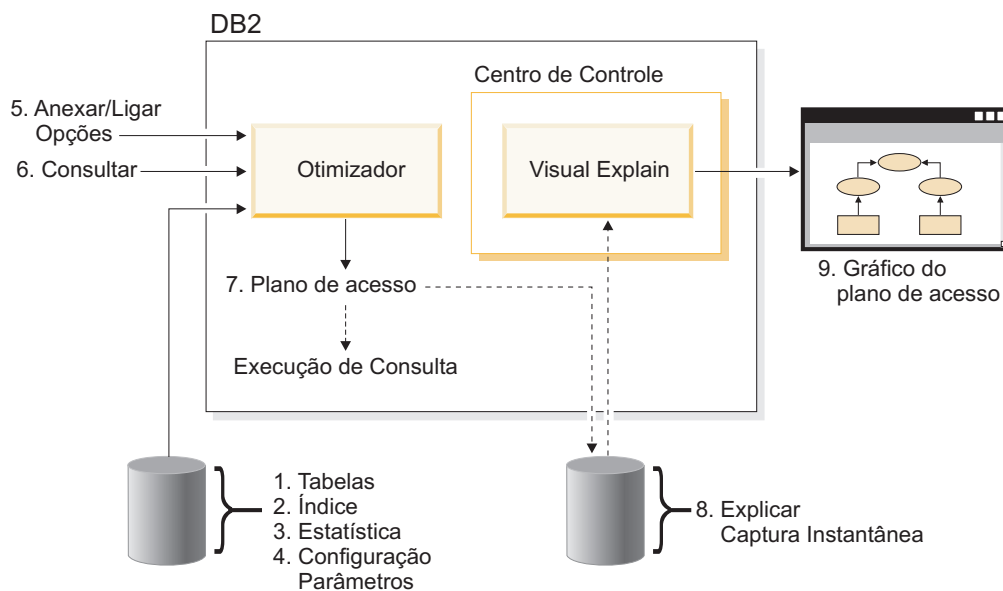 DB2
Centro de Controle
5. Anexar/Ligar
Opções
6. Consultar
Otimizador
Visual Explain
7. Plano de acesso
Execução de Consulta
9. Gráfico do
plano de acesso
1. Tabelas
2. Índice
3. Estatística
4. Configuração
Parâmetros
8. Explicar
Captura Instantânea